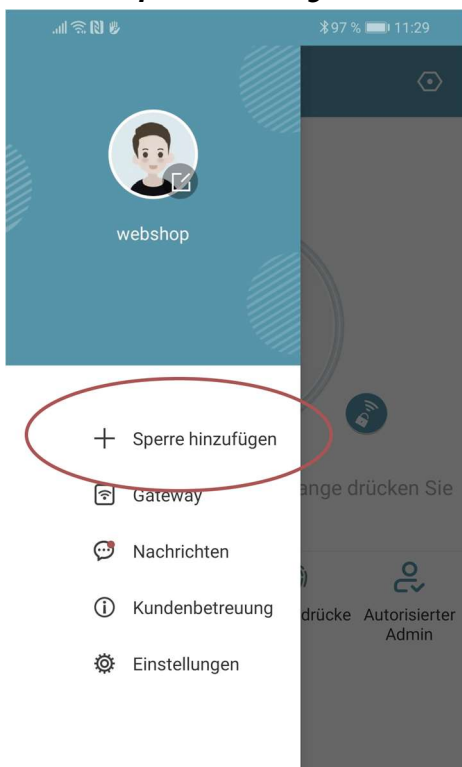 97 % 11:29
webshop
Sperre hinzufügen
Gateway
ange drücken Sie
Nachrichten
Kundenbetreuung
drücke Autorisierter
Admin
Einstellungen